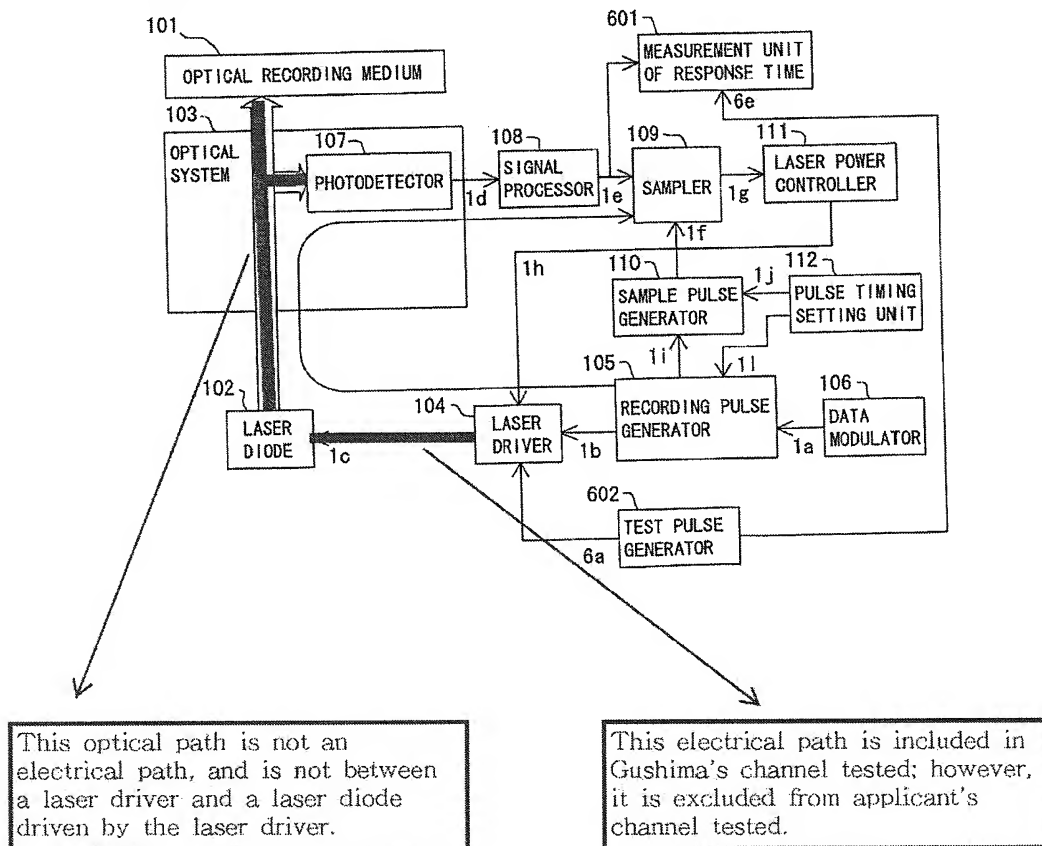 101
OPTICAL RECORDING MEDIUM
601
MEASUREMENT UNIT
OF RESPONSE TIME
6e
103
OPTICAL
SYSTEM
107
PHOTODETECTOR
1d
108
SIGNAL
PROCESSOR
1e
109
SAMPLER
1g
111
LASER POWER
CONTROLLER
1f
1h
110
SAMPLE PULSE
GENERATOR
1j
112
PULSE TIMING
SETTING UNIT
1i
1l
102
LASER
DIODE
1c
104
LASER
DRIVER
1b
105
RECORDING PULSE
GENERATOR
1a
106
DATA
MODULATOR
602
TEST PULSE
GENERATOR
6a
This optical path is not an
electrical path, and is not between
a laser driver and a laser diode
driven by the laser driver.
This electrical path is included in
Gushima's channel tested; however,
it is excluded from applicant's
channel tested.